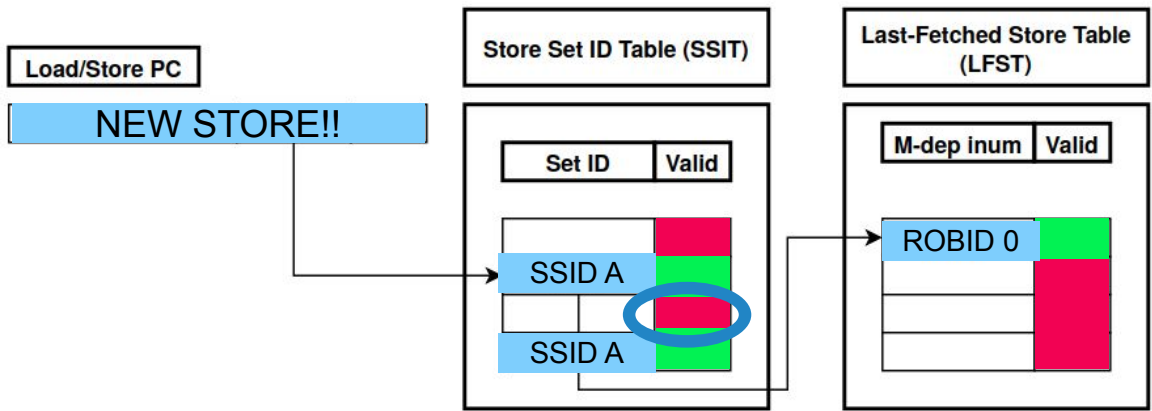 Load/Store PC
NEW STORE!!
Store Set ID Table (SSIT)
Set ID Valid
SSID A
SSID A
Last-Fetched Store Table
(LFST)
M-dep inum Valid
ROBID 0